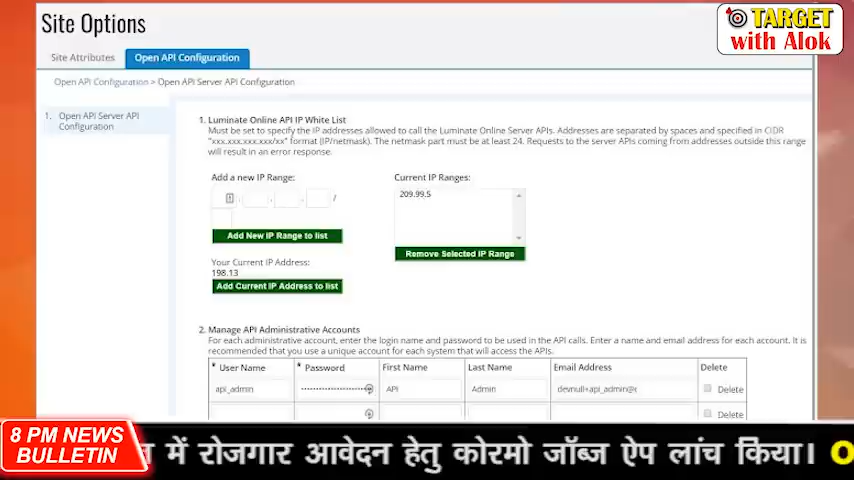 Site Options
TARGET
with Alok
Site Attributes
Open API Configuration
Open API Configuration > Open API Server API Configuration
1. Open API Server API
Configuration
1. Luminate Online API IP White List
Must be set to specify the IP addresses allowed to call the Luminate Online Server APIs. Addresses are separated by spaces and specified in CIDR
"xxx.xxx.xxx.xxx/xx" format (IP/netmask). The netmask part must be at least 24. Requests to the server APIs coming from addresses outside this range
will result in an error response.
Add a new IP Range:
. . . /
Add New IP Range to list
Your Current IP Address:
198.13
Add Current IP Address to list
Current IP Ranges:
209.99.5
Remove Selected IP Range
2. Manage API Administrative Accounts
For each administrative account, enter the login name and password to be used in the API calls. Enter a name and email address for each account. It is
recommended that you use a unique account for each system that will access the APIs.
* User Name * Password First Name Last Name Email Address Delete
api_admin API Admin devnull+api_admin@c Delete
Delete
8 PM NEWS
BULLETIN
में रोजगार आवेदन हेतु कोरमो जॉब्ज ऐप लांच किया।